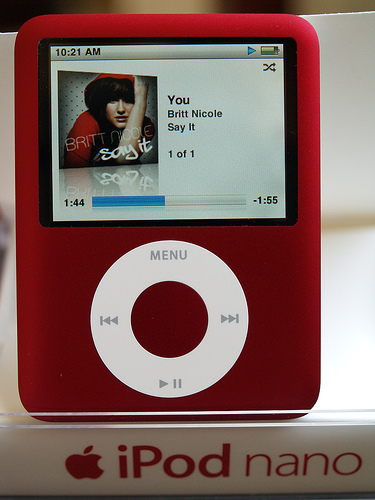 10:21 AM
You
Britt Nicole
Say It
1 of 1
BRITT NICOLE
say it
1:44
-1:55
MENU
iPod nano